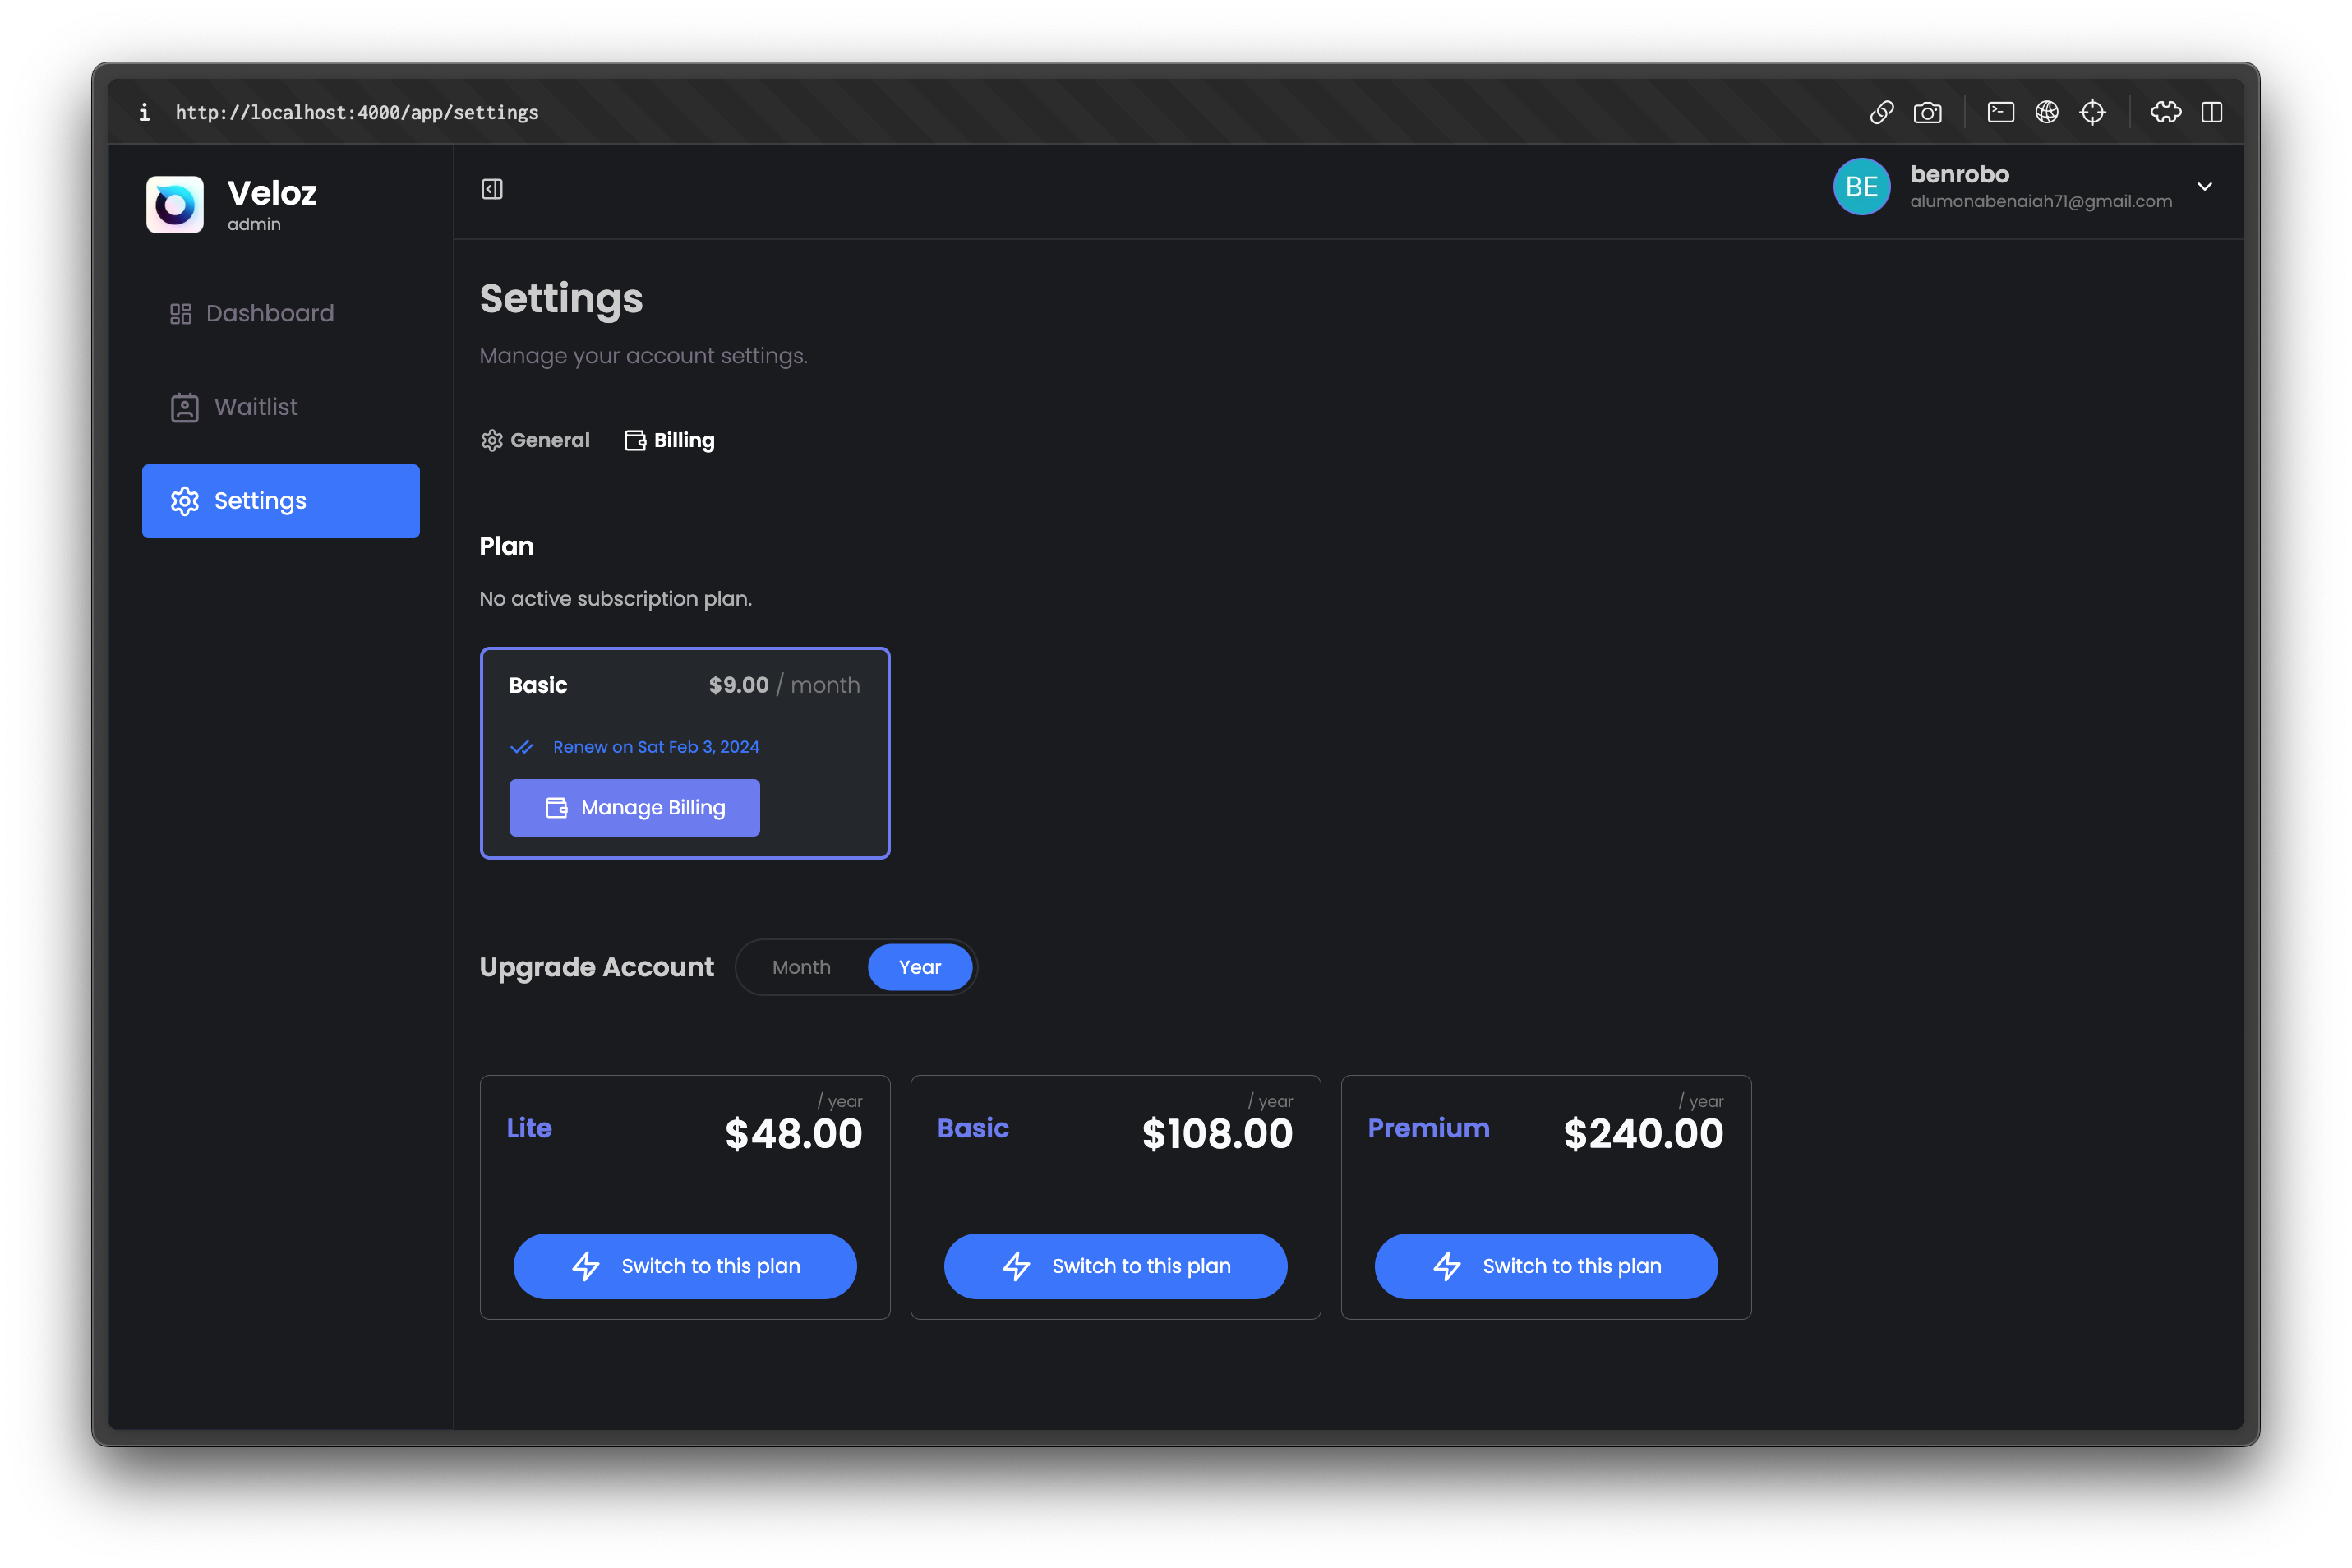 i http://localhost:4000/app/settings
Veloz
admin
benrobo
BE
alumonabenaiah71@gmail.com
Dashboard
Waitlist
Settings
Settings
Manage your account settings.
General Billing
Plan
No active subscription plan.
Basic $9.00 / month
Renew on Sat Feb 3, 2024
Manage Billing
Upgrade Account Month Year
/ year
Lite $48.00
Switch to this plan
/ year
Basic $108.00
Switch to this plan
/ year
Premium $240.00
Switch to this plan